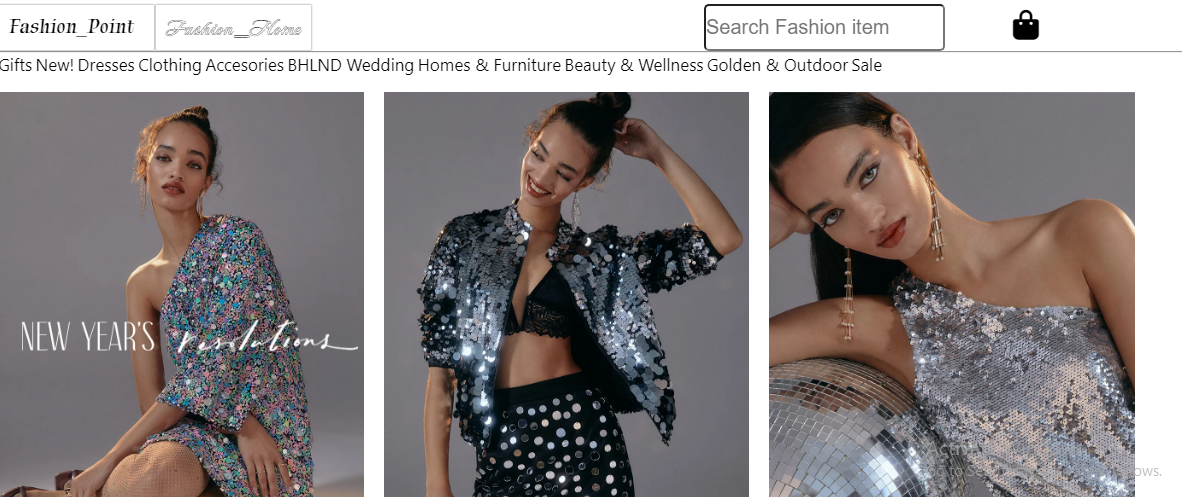 Fashion_Point
Fashion__Home
Search Fashion item
Gifts New! Dresses Clothing Accesories BHLND Wedding Homes & Furniture Beauty & Wellness Golden & Outdoor Sale
NEW YEAR'S resolutions